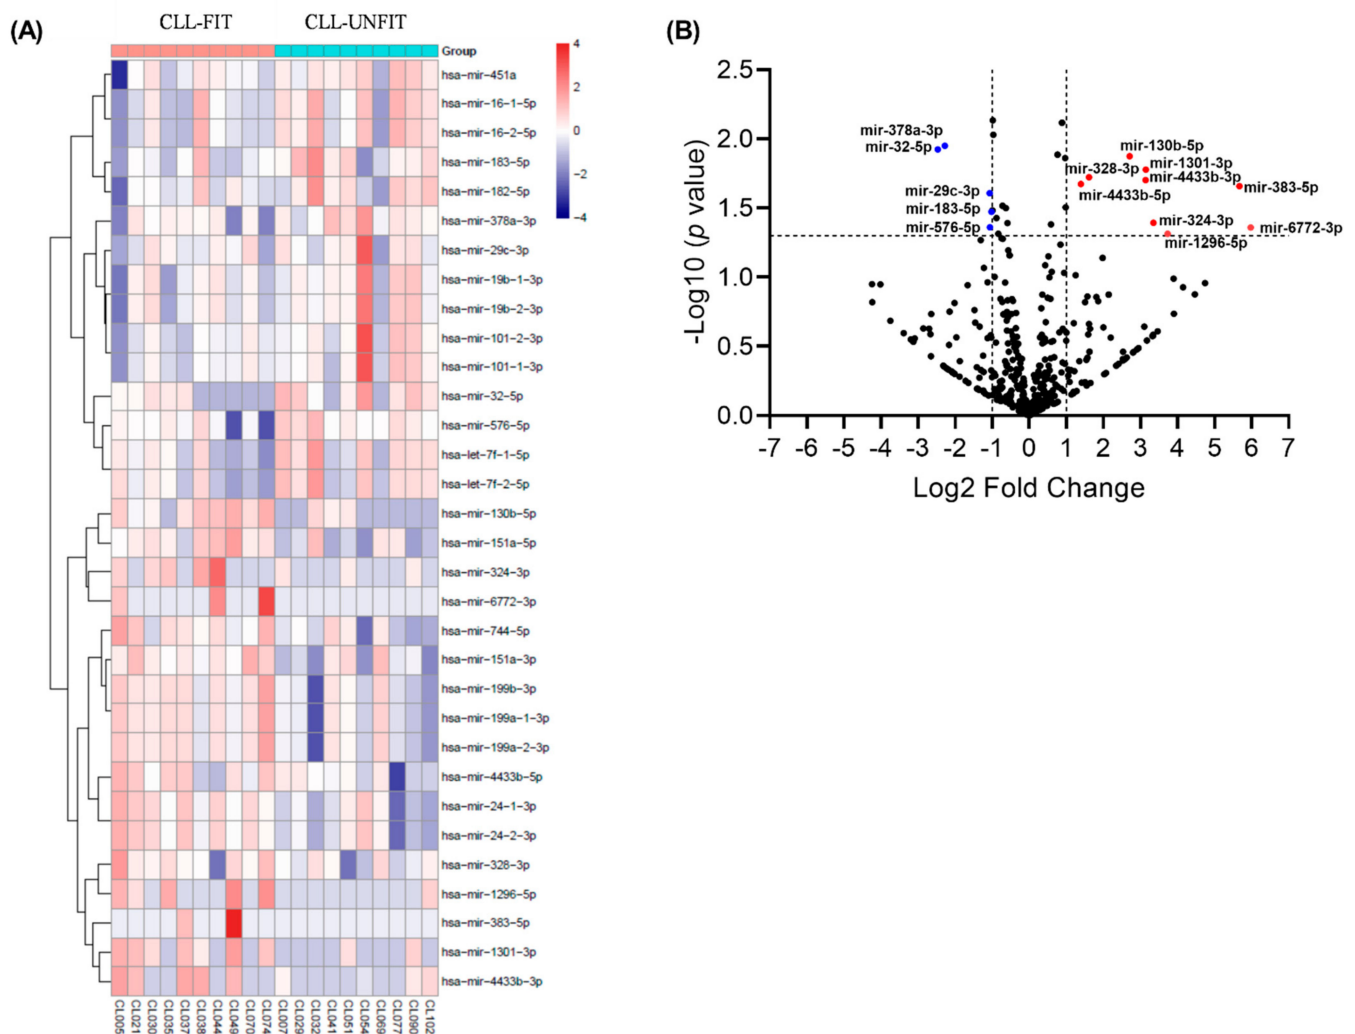 (A)
CLL-FIT CLL-UNFIT
Group
hsa-mir-451a
hsa-mir-16-1-5p
hsa-mir-16-2-5p
hsa-mir-183-5p
hsa-mir-182-5p
hsa-mir-378a-3p
hsa-mir-29c-3p
hsa-mir-19b-1-3p
hsa-mir-19b-2-3p
hsa-mir-101-2-3p
hsa-mir-101-1-3p
hsa-mir-32-5p
hsa-mir-576-5p
hsa-let-7f-1-5p
hsa-let-7f-2-5p
hsa-mir-130b-5p
hsa-mir-151a-5p
hsa-mir-324-3p
hsa-mir-6772-3p
hsa-mir-744-5p
hsa-mir-151a-3p
hsa-mir-199b-3p
hsa-mir-199a-1-3p
hsa-mir-199a-2-3p
hsa-mir-4433b-5p
hsa-mir-24-1-3p
hsa-mir-24-2-3p
hsa-mir-328-3p
hsa-mir-1296-5p
hsa-mir-383-5p
hsa-mir-1301-3p
hsa-mir-4433b-3p
CL005 CL021 CL030 CL035 CL037 CL038 CL044 CL049 CL070 CL074 CL007 CL029 CL032 CL041 CL051 CL054 CL069 CL077 CL090 CL102
4
2
0
−2
−4
(B)
-Log10 (p value)
2.5
2.0
1.5
1.0
0.5
0.0
mir-378a-3p
mir-32-5p
mir-29c-3p
mir-183-5p
mir-576-5p
mir-130b-5p
mir-328-3p
mir-1301-3p
mir-4433b-3p
mir-4433b-5p
mir-383-5p
mir-324-3p
mir-6772-3p
mir-1296-5p
-7 -6 -5 -4 -3 -2 -1 0 1 2 3 4 5 6 7
Log2 Fold Change